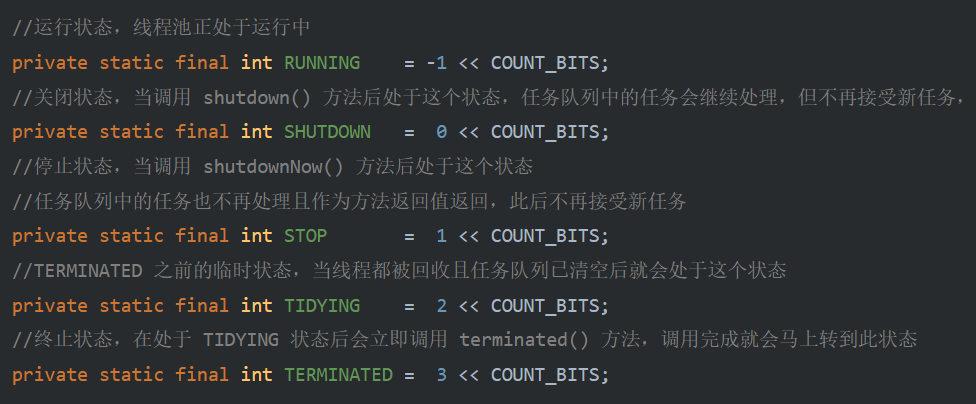 //运行状态，线程池正处于运行中
private static final int RUNNING    = -1 << COUNT_BITS;
//关闭状态，当调用 shutdown() 方法后处于这个状态，任务队列中的任务会继续处理，但不再接受新任务，
private static final int SHUTDOWN   =  0 << COUNT_BITS;
//停止状态，当调用 shutdownNow() 方法后处于这个状态
//任务队列中的任务也不再处理且作为方法返回值返回，此后不再接受新任务
private static final int STOP       =  1 << COUNT_BITS;
//TERMINATED 之前的临时状态，当线程都被回收且任务队列已清空后就会处于这个状态
private static final int TIDYING    =  2 << COUNT_BITS;
//终止状态，在处于 TIDYING 状态后会立即调用 terminated() 方法，调用完成就会马上转到此状态
private static final int TERMINATED =  3 << COUNT_BITS;